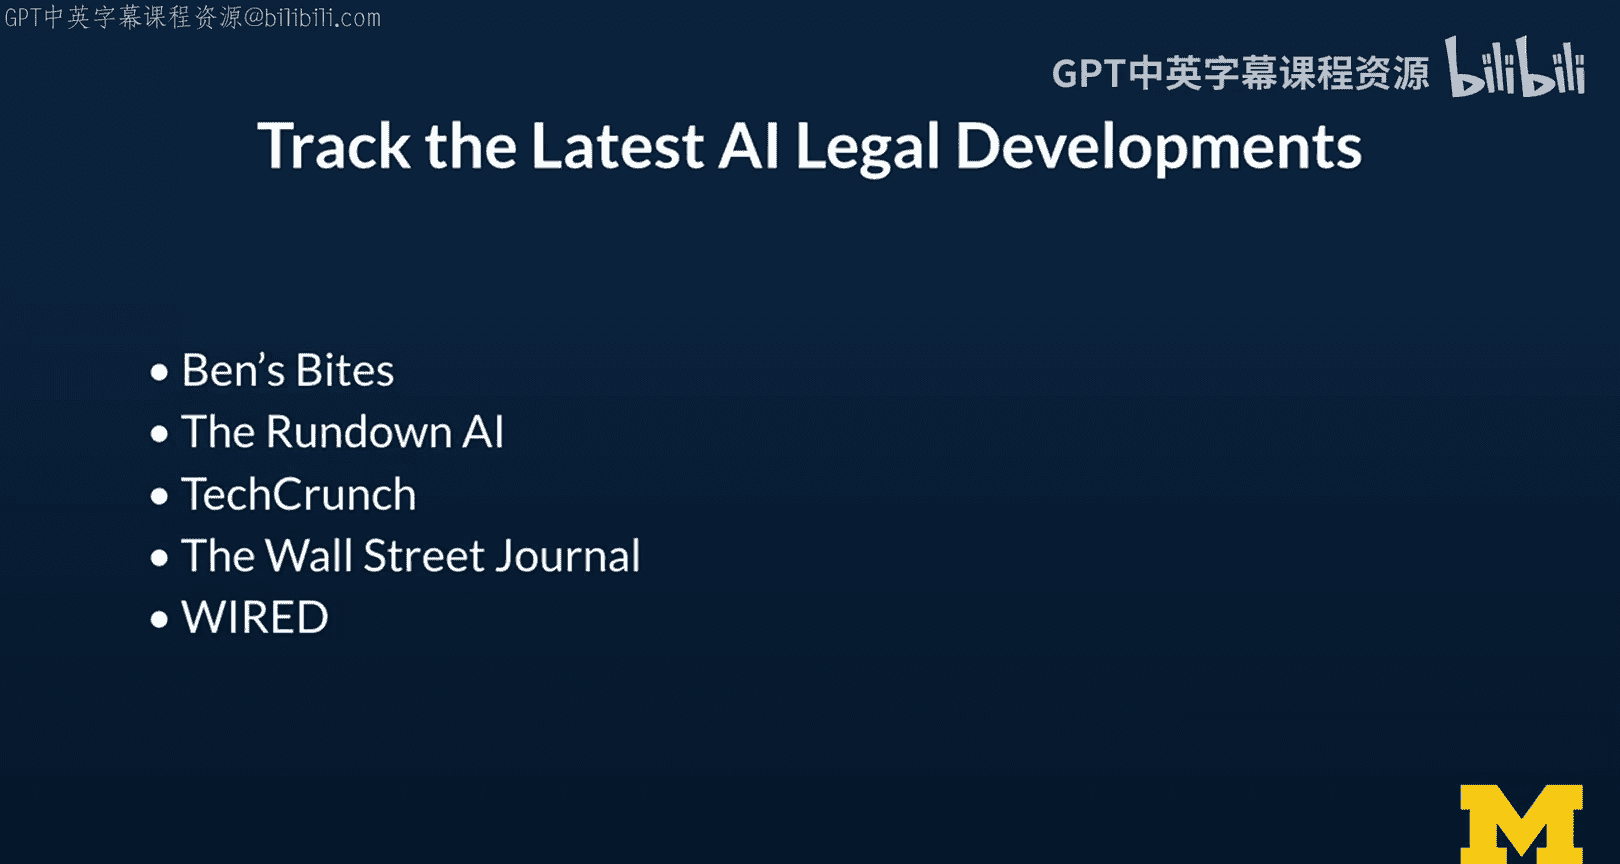 GPT中英字幕课程资源@bilibili.com
GPT中英字幕课程资源 bilibili
Track the Latest AI Legal Developments
• Ben’s Bites
• The Rundown AI
• TechCrunch
• The Wall Street Journal
• WIRED
M